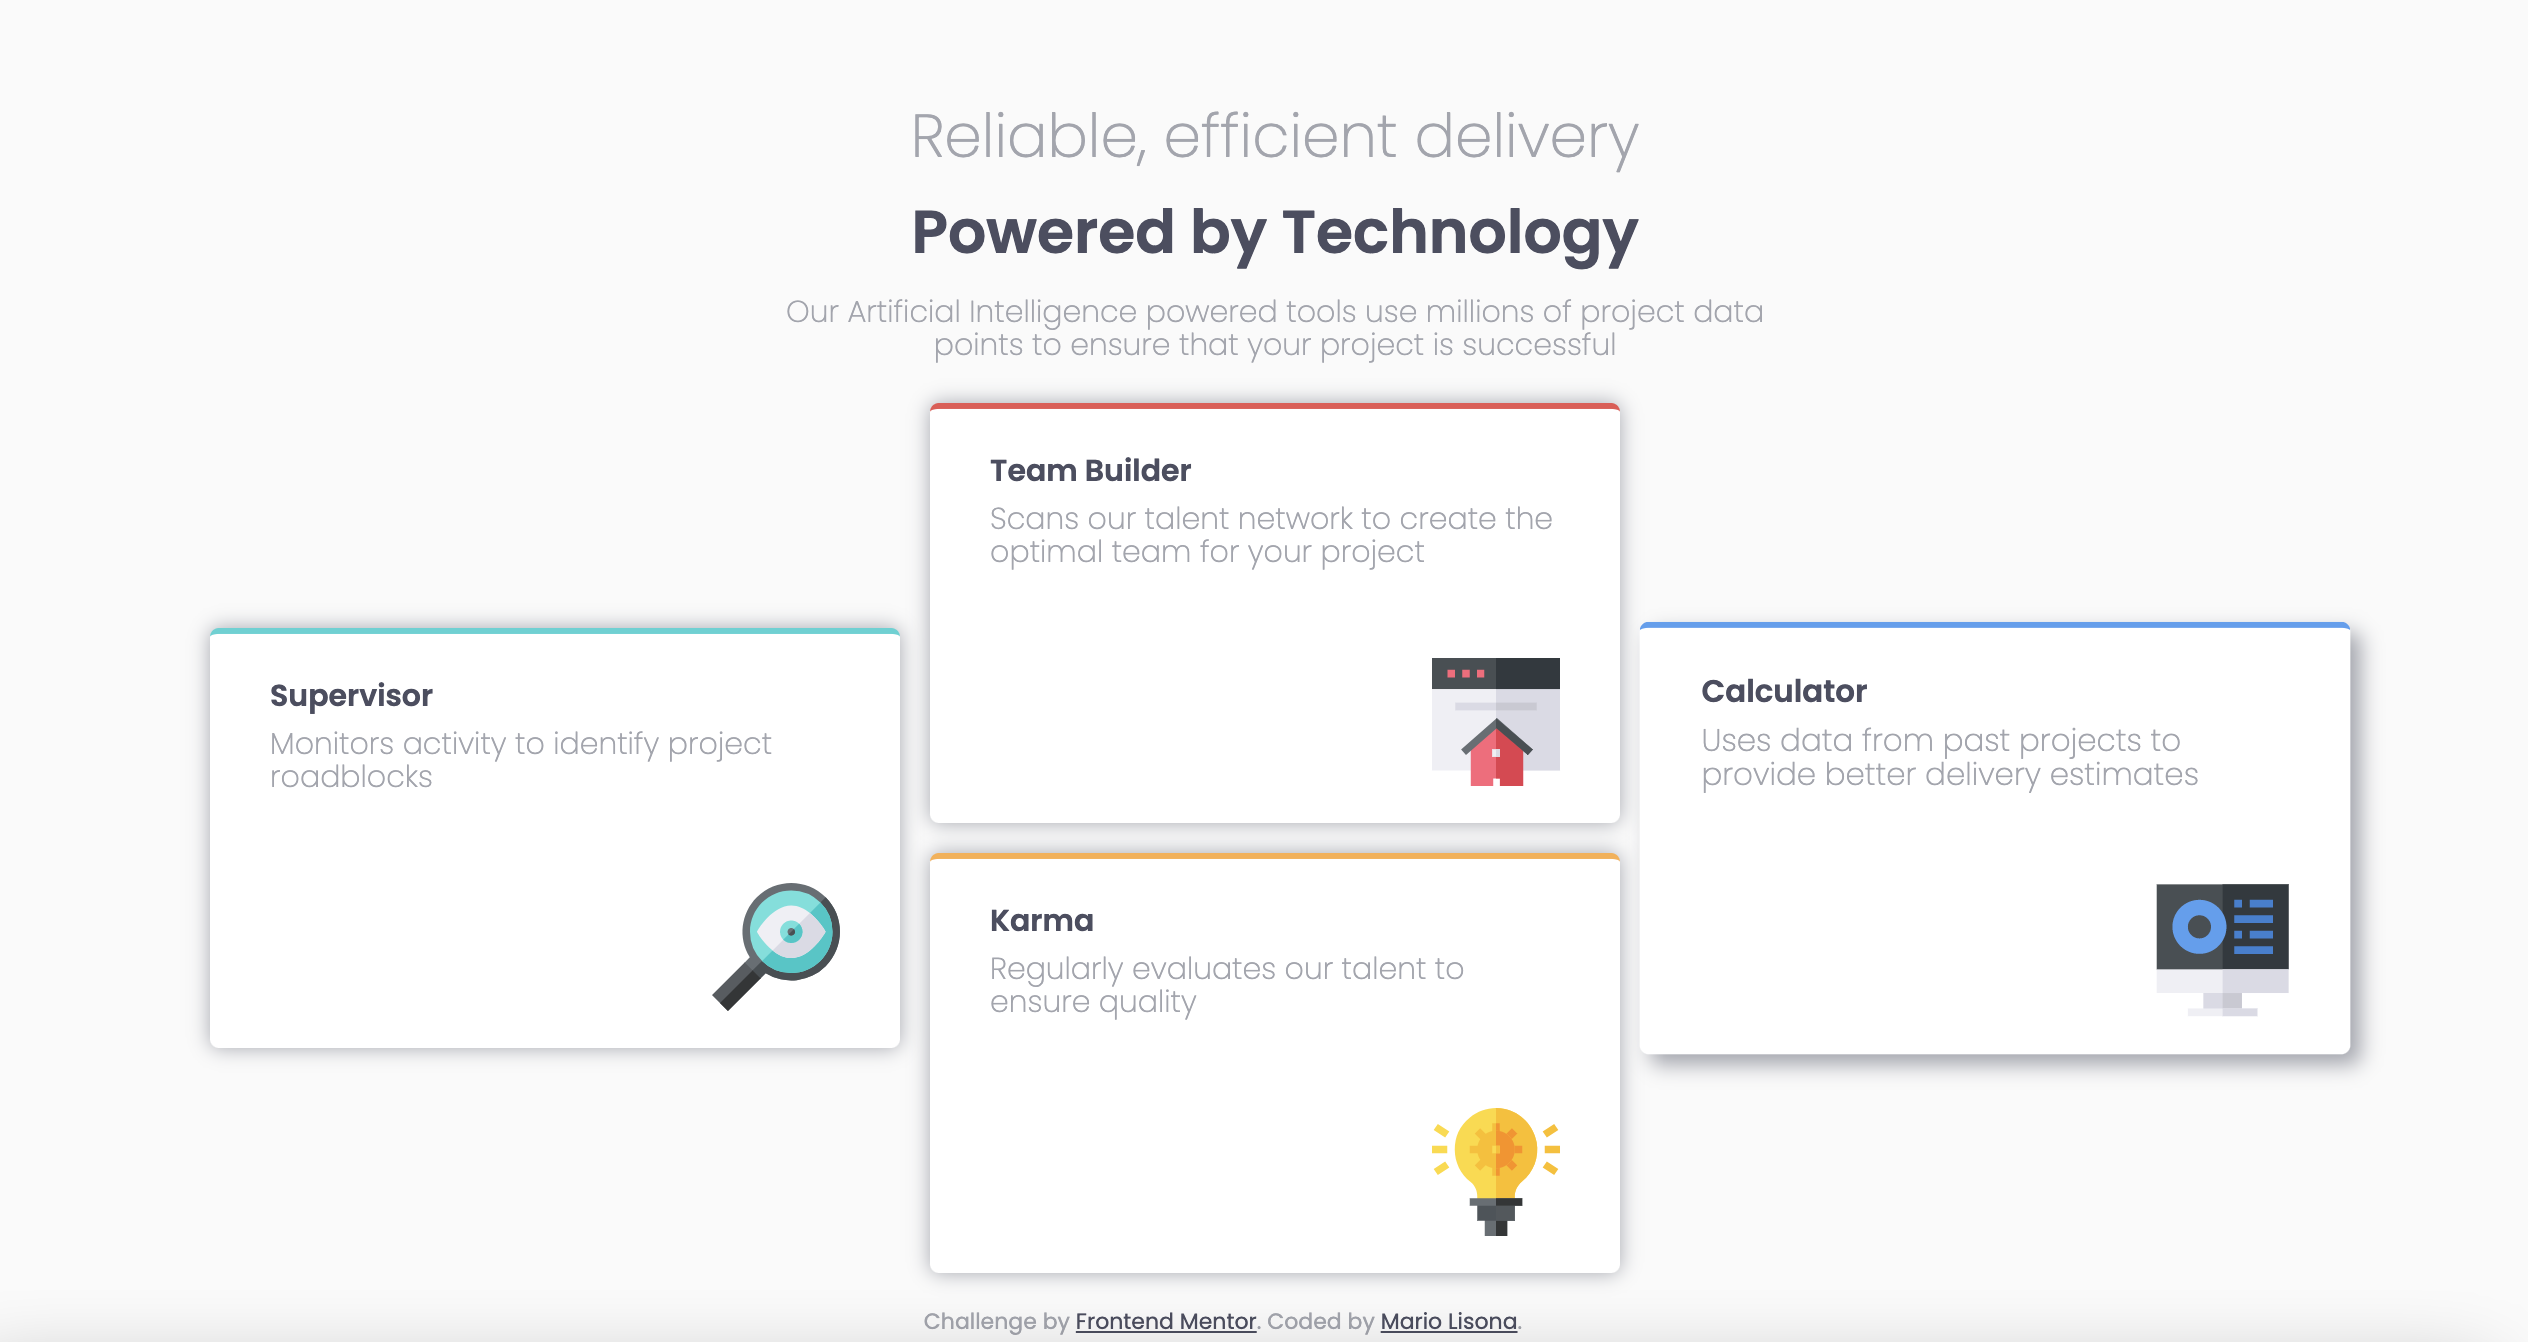 Reliable, efficient delivery
Powered by Technology
Our Artificial Intelligence powered tools use millions of project data
points to ensure that your project is successful
Team Builder
Scans our talent network to create the
optimal team for your project
Supervisor
Monitors activity to identify project
roadblocks
Calculator
Uses data from past projects to
provide better delivery estimates
Karma
Regularly evaluates our talent to
ensure quality
Challenge by Frontend Mentor. Coded by Mario Lisona.